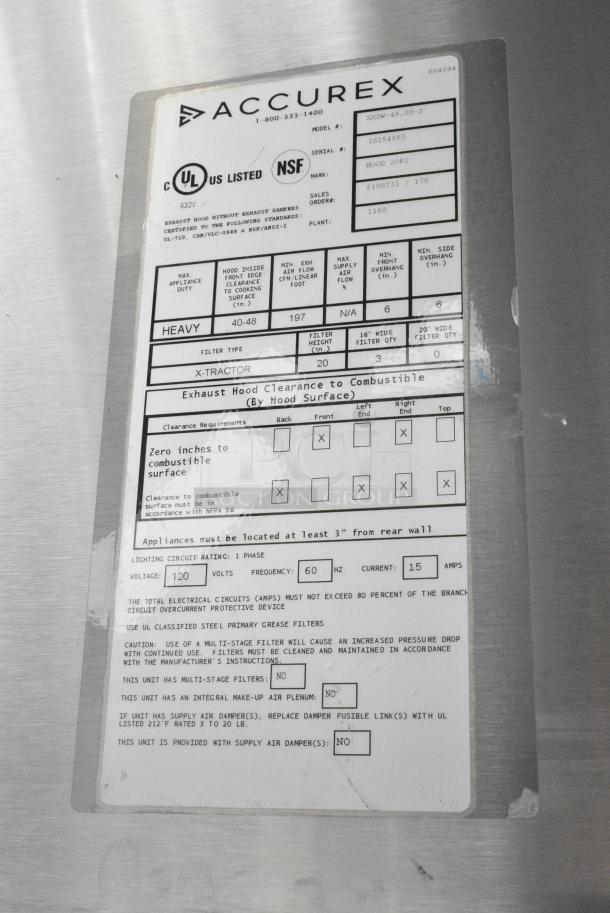 684894
ACCUREX
1-800-333-1400
MODEL #: XXDW-48.00-S
SERIAL #: 16154853
MARK: HOOD 2OF2
SALES ORDER#: 8196731 / 170
PLANT: 1180
C UL US LISTED NSF
932Y
EXHAUST HOOD WITHOUT EXHAUST DAMPERS
CERTIFIED TO THE FOLLOWING STANDARDS:
UL-710, CAN/ULC-S646 & NSF/ANSI-2
MAX. APPLIANCE DUTY
HOOD INSIDE FRONT EDGE CLEARANCE TO COOKING SURFACE (in.)
MIN. EXH. AIR FLOW CFM/LINEAR FOOT
MAX. SUPPLY AIR FLOW %
MIN. FRONT OVERHANG (in.)
MIN. SIDE OVERHANG (in.)
HEAVY 40-48 197 N/A 6 6
FILTER TYPE
FILTER HEIGHT (in.)
16" WIDE FILTER QTY
20" WIDE FILTER QTY
X-TRACTOR 20 3 0
Exhaust Hood Clearance to Combustible
(By Hood Surface)
Clearance Requirements Back Front Left End Right End Top
Zero inches to
combustible
surface
X X
Clearance to combustible
surface must be in
accordance with NFPA 96
X X X X
AUCTION GROUP
Appliances must be located at least 3" from rear wall
LIGHTING CIRCUIT RATING: 1 PHASE
VOLTAGE: 120 VOLTS FREQUENCY: 60 HZ CURRENT: 15 AMPS
THE TOTAL ELECTRICAL CIRCUITS (AMPS) MUST NOT EXCEED 80 PERCENT OF THE BRANCH
CIRCUIT OVERCURRENT PROTECTIVE DEVICE
USE UL CLASSIFIED STEEL PRIMARY GREASE FILTERS
CAUTION: USE OF A MULTI-STAGE FILTER WILL CAUSE AN INCREASED PRESSURE DROP
WITH CONTINUED USE. FILTERS MUST BE CLEANED AND MAINTAINED IN ACCORDANCE
WITH THE MANUFACTURER'S INSTRUCTIONS.
THIS UNIT HAS MULTI-STAGE FILTERS: NO
THIS UNIT HAS AN INTEGRAL MAKE-UP AIR PLENUM: NO
IF UNIT HAS SUPPLY AIR DAMPER(S), REPLACE DAMPER FUSIBLE LINK(S) WITH UL
LISTED 212°F RATED 3 TO 20 LB.
THIS UNIT IS PROVIDED WITH SUPPLY AIR DAMPER(S): NO